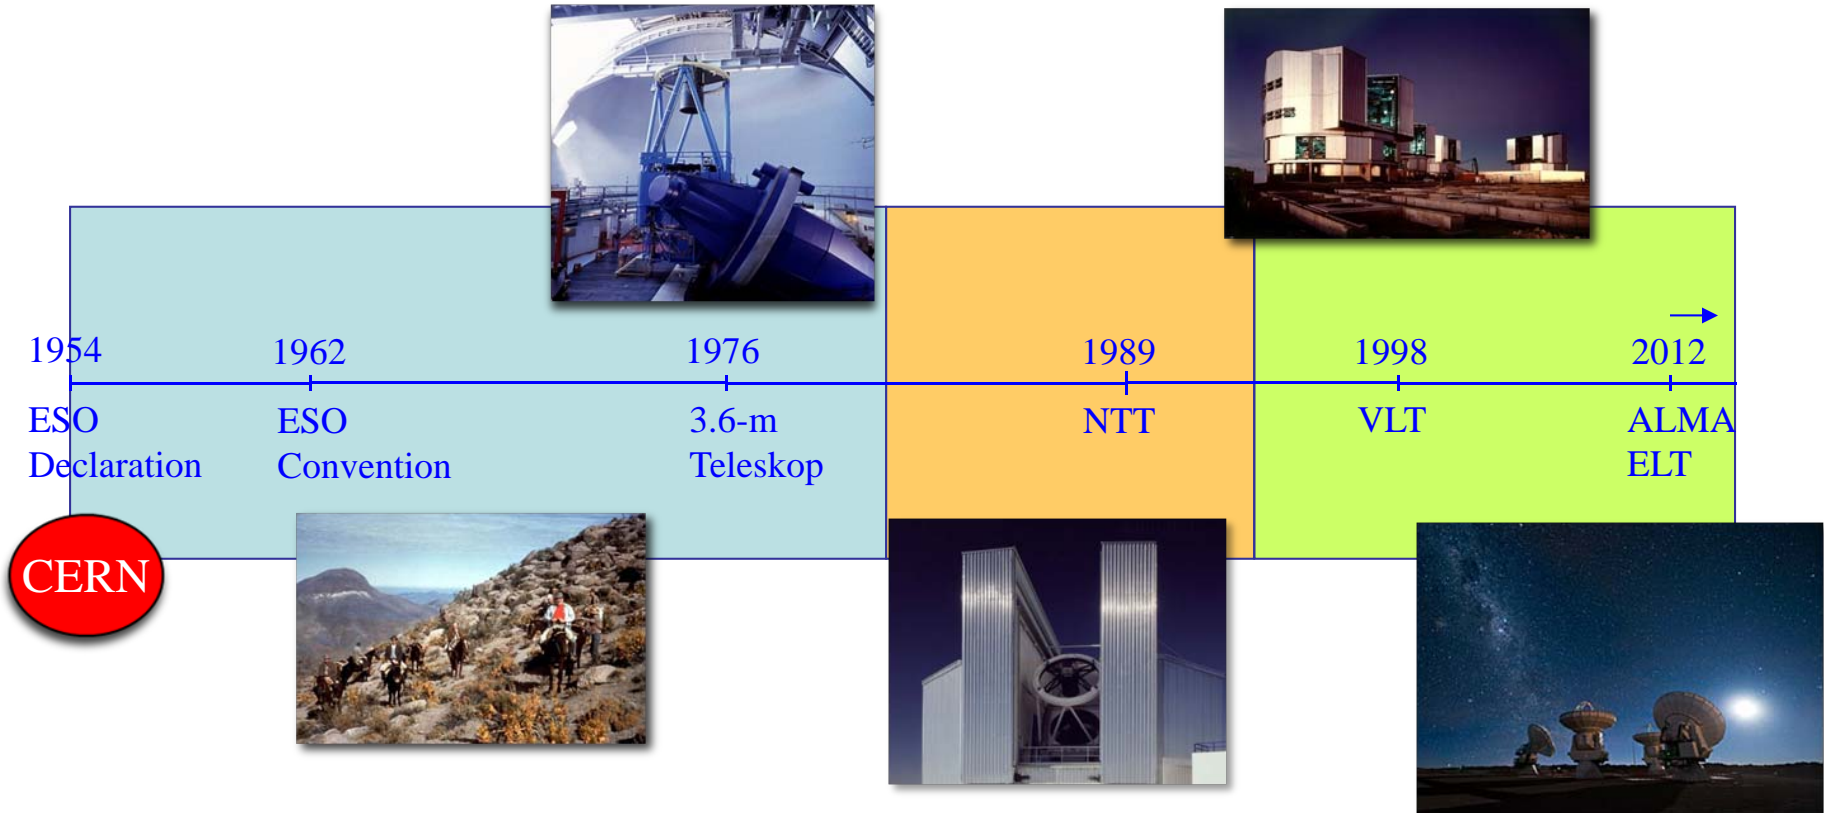 1954
1962
1976
1989
1998
2012
ESO
Declaration
ESO
Convention
3.6-m
Teleskop
NTT
VLT
ALMA
ELT
CERN